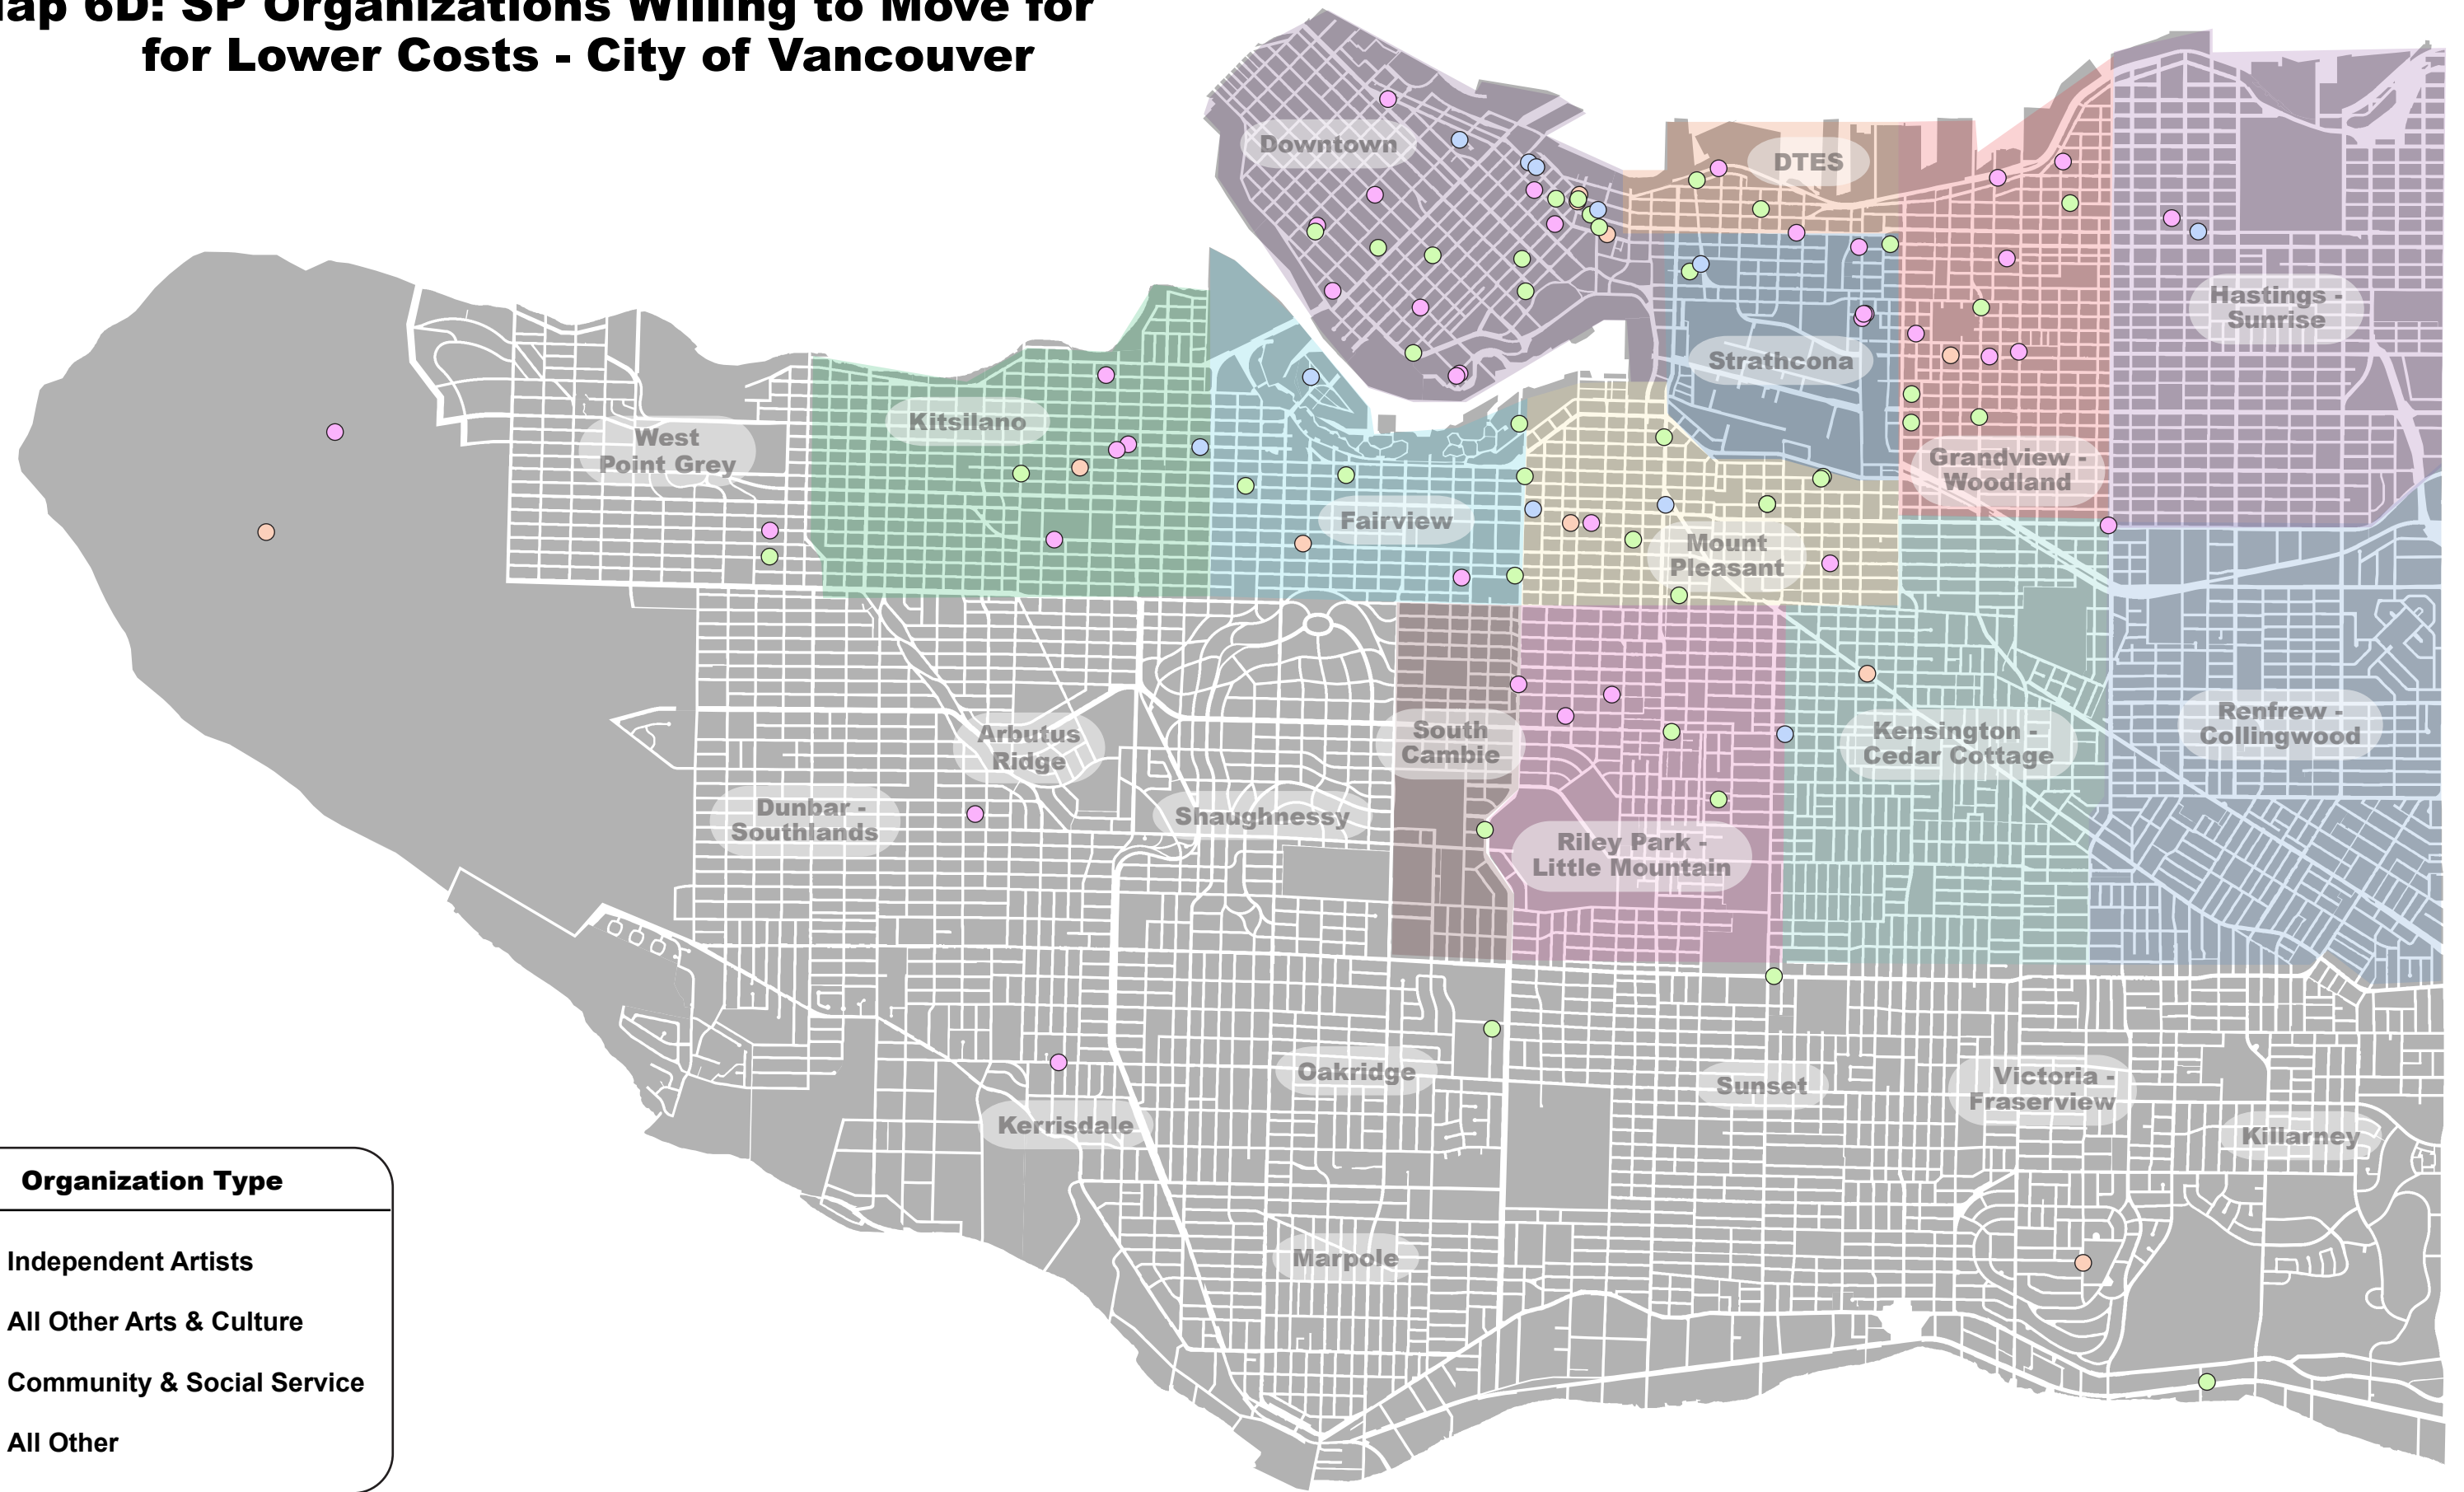 ap 6D: SP Organizations Willing to Move for
for Lower Costs - City of Vancouver
Downtown
DTES
Hastings -
Sunrise
Strathcona
Kitsilano
West
Point Grey
Grandview -
Woodland
Fairview
Mount
Pleasant
South
Cambie
Kensington -
Cedar Cottage
Renfrew -
Collingwood
Arbutus
Ridge
Dunbar -
Southlands
Shaughnessy
Riley Park -
Little Mountain
Oakridge
Sunset
Victoria -
Fraserview
Kerrisdale
Killarney
Marpole
Organization Type
Independent Artists
All Other Arts & Culture
Community & Social Service
All Other